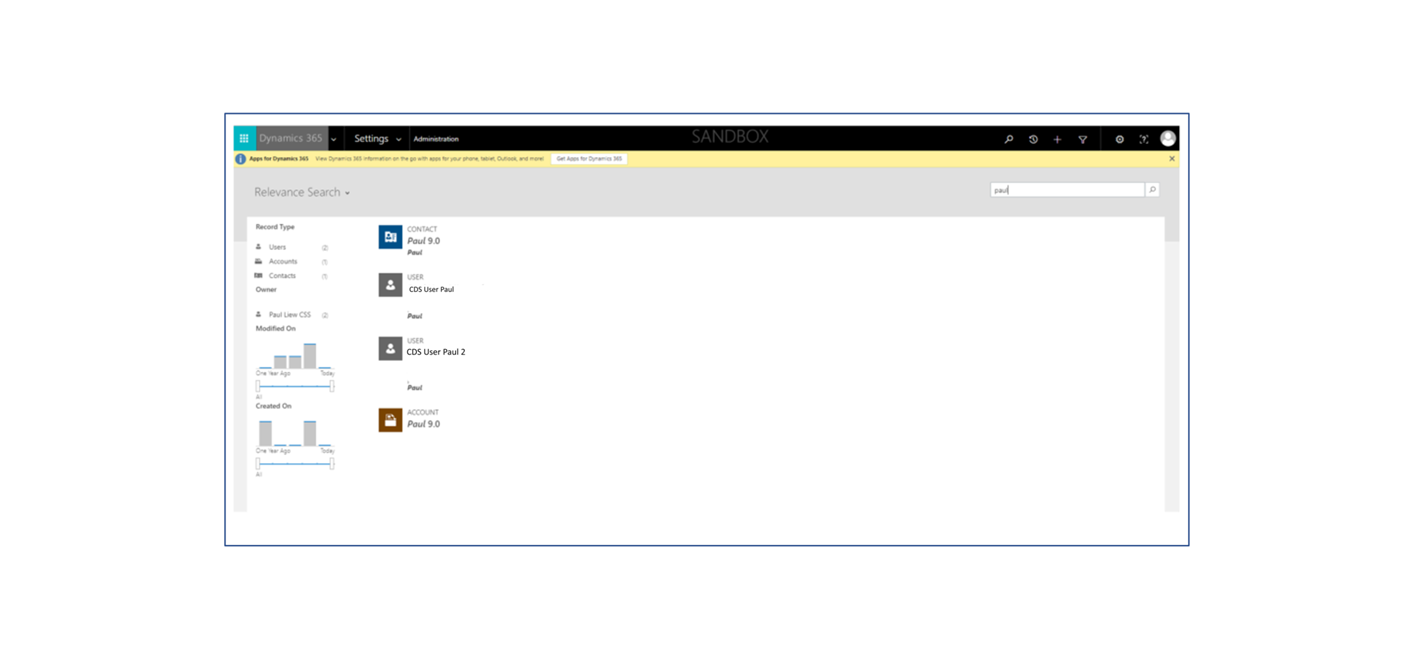 Dynamics 365 Settings Administration SANDBOX
Apps for Dynamics 365 View Dynamics 365 information on the go with apps for your phone, tablet, Outlook, and more! Get Apps for Dynamics 365
Relevance Search
paul
Record Type
Users (2)
Accounts (1)
Contacts (1)
Owner
Paul Liew CSS (2)
Modified On
One Year Ago Today
All
Created On
One Year Ago Today
All
CONTACT
Paul 9.0
Paul
USER
CDS User Paul
Paul
USER
CDS User Paul 2
Paul
ACCOUNT
Paul 9.0